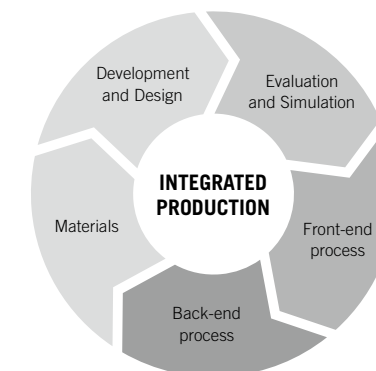 Development
and Design
Evaluation
and Simulation
INTEGRATED
PRODUCTION
Materials
Front-end
process
Back-end
process